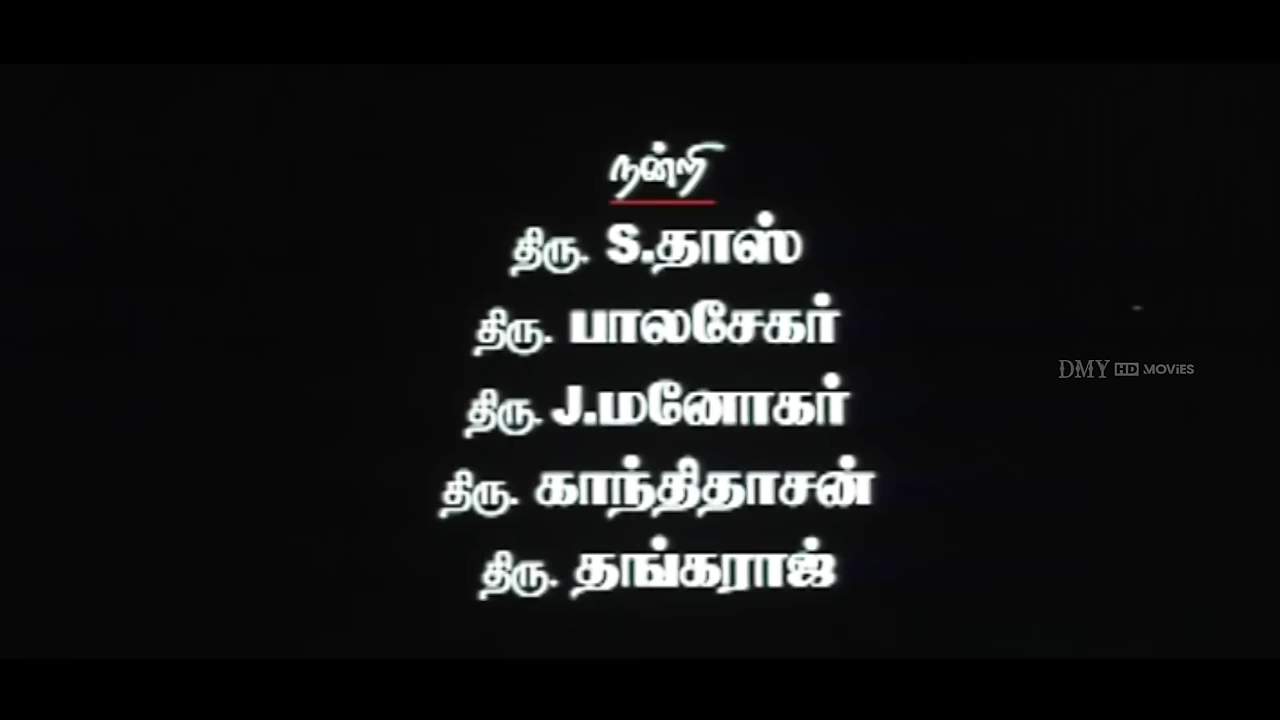 நன்றி
திரு. S.தாஸ்
திரு. பாலசேகர்
திரு. J.மனோகர்
DMY HD MOViES
திரு. காந்திதாசன்
திரு. தங்கராஜ்